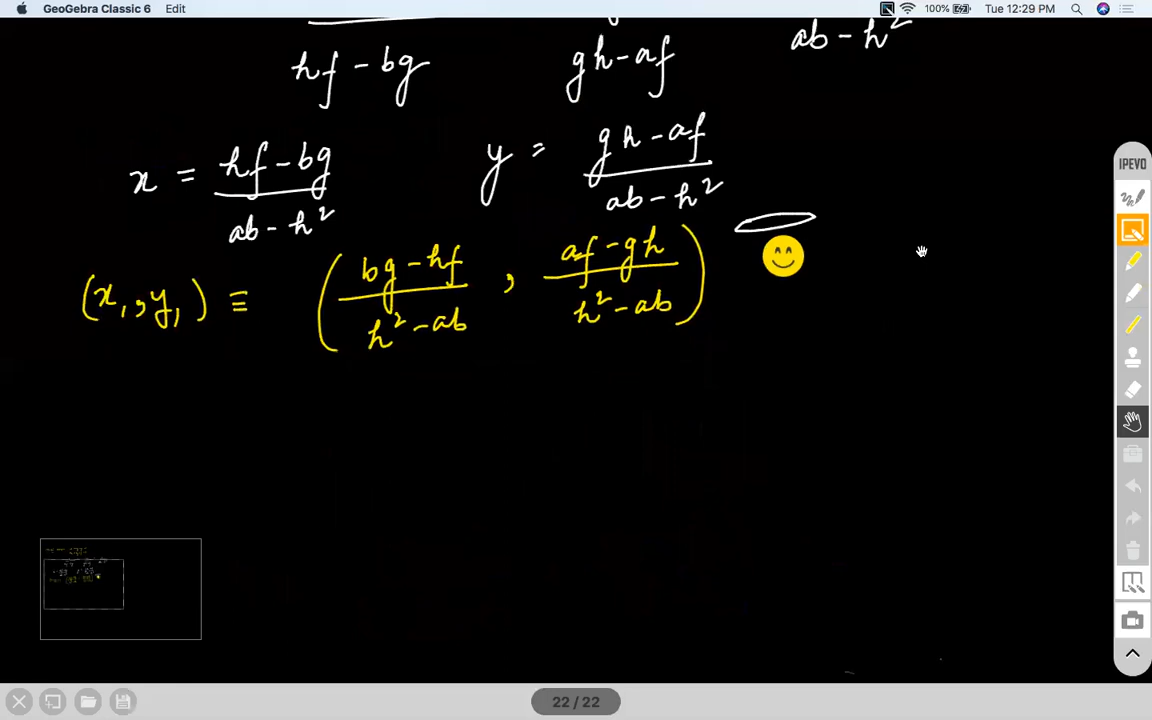 GeoGebra Classic 6 Edit 100% Tue 12:29 PM
hf - bg gh - af ab - h²
x = (hf - bg)/(ab - h²) y = (gh - af)/(ab - h²)
(x₁, y₁) ≡ ((bg - hf)/(h² - ab), (af - gh)/(h² - ab))
IPEVO
22 / 22